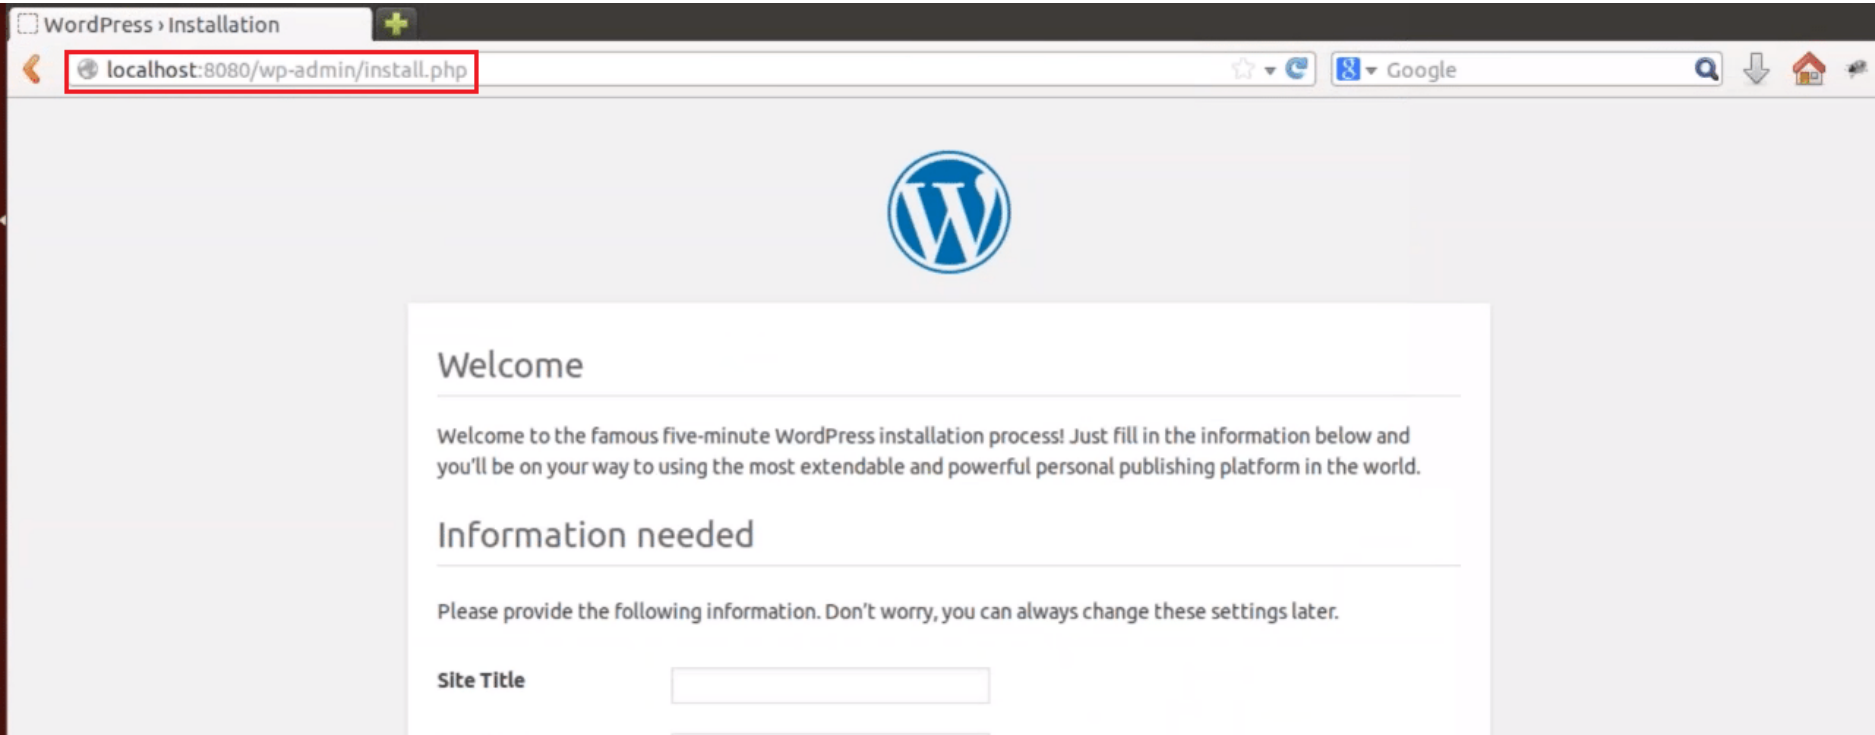 WordPress › Installation
localhost:8080/wp-admin/install.php
Google
Welcome
Welcome to the famous five-minute WordPress installation process! Just fill in the information below and
you’ll be on your way to using the most extendable and powerful personal publishing platform in the world.
Information needed
Please provide the following information. Don’t worry, you can always change these settings later.
Site Title